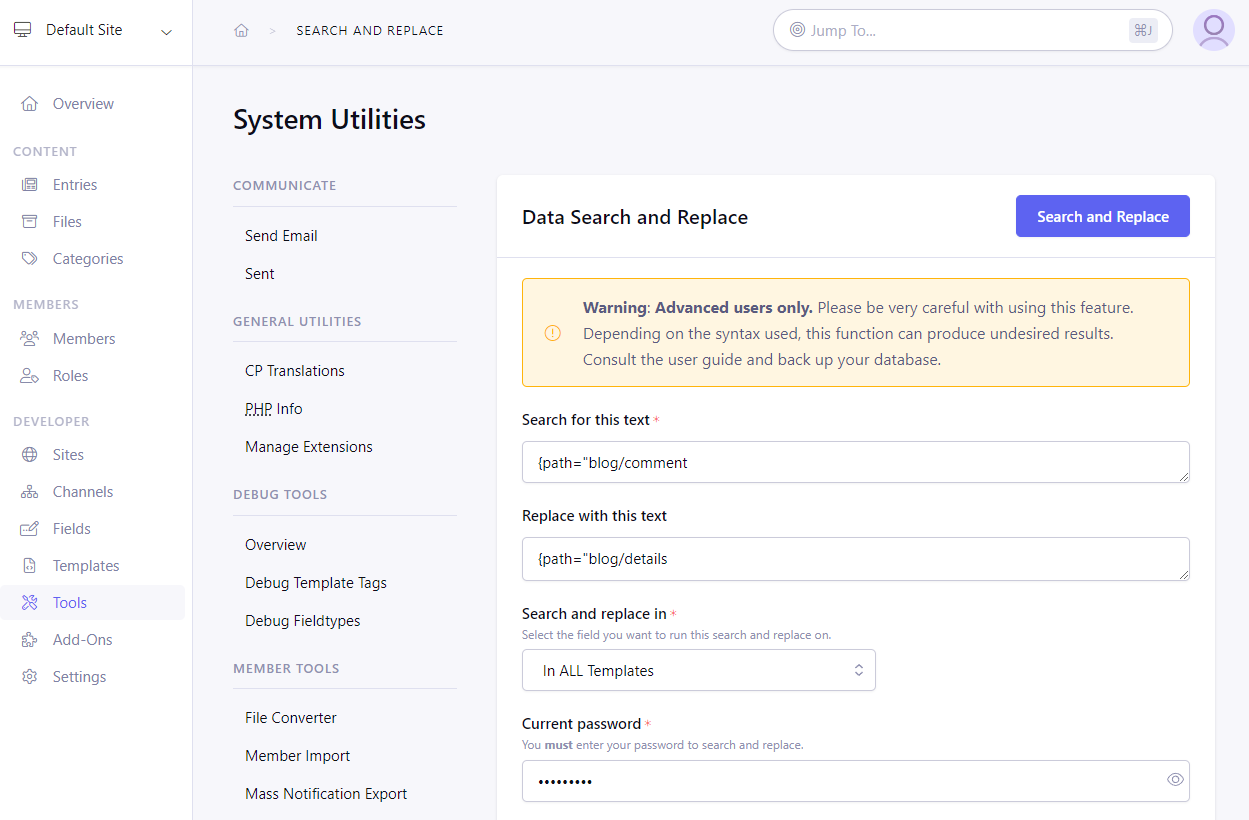 Default Site
> SEARCH AND REPLACE
Jump To...
⌘J
Overview
CONTENT
Entries
Files
Categories
MEMBERS
Members
Roles
DEVELOPER
Sites
Channels
Fields
Templates
Tools
Add-Ons
Settings
System Utilities
COMMUNICATE
Send Email
Sent
GENERAL UTILITIES
CP Translations
PHP Info
Manage Extensions
DEBUG TOOLS
Overview
Debug Template Tags
Debug Fieldtypes
MEMBER TOOLS
File Converter
Member Import
Mass Notification Export
Data Search and Replace
Search and Replace
Warning: Advanced users only. Please be very careful with using this feature.
Depending on the syntax used, this function can produce undesired results.
Consult the user guide and back up your database.
Search for this text *
{path="blog/comment
Replace with this text
{path="blog/details
Search and replace in *
Select the field you want to run this search and replace on.
In ALL Templates
Current password *
You must enter your password to search and replace.
•••••••••